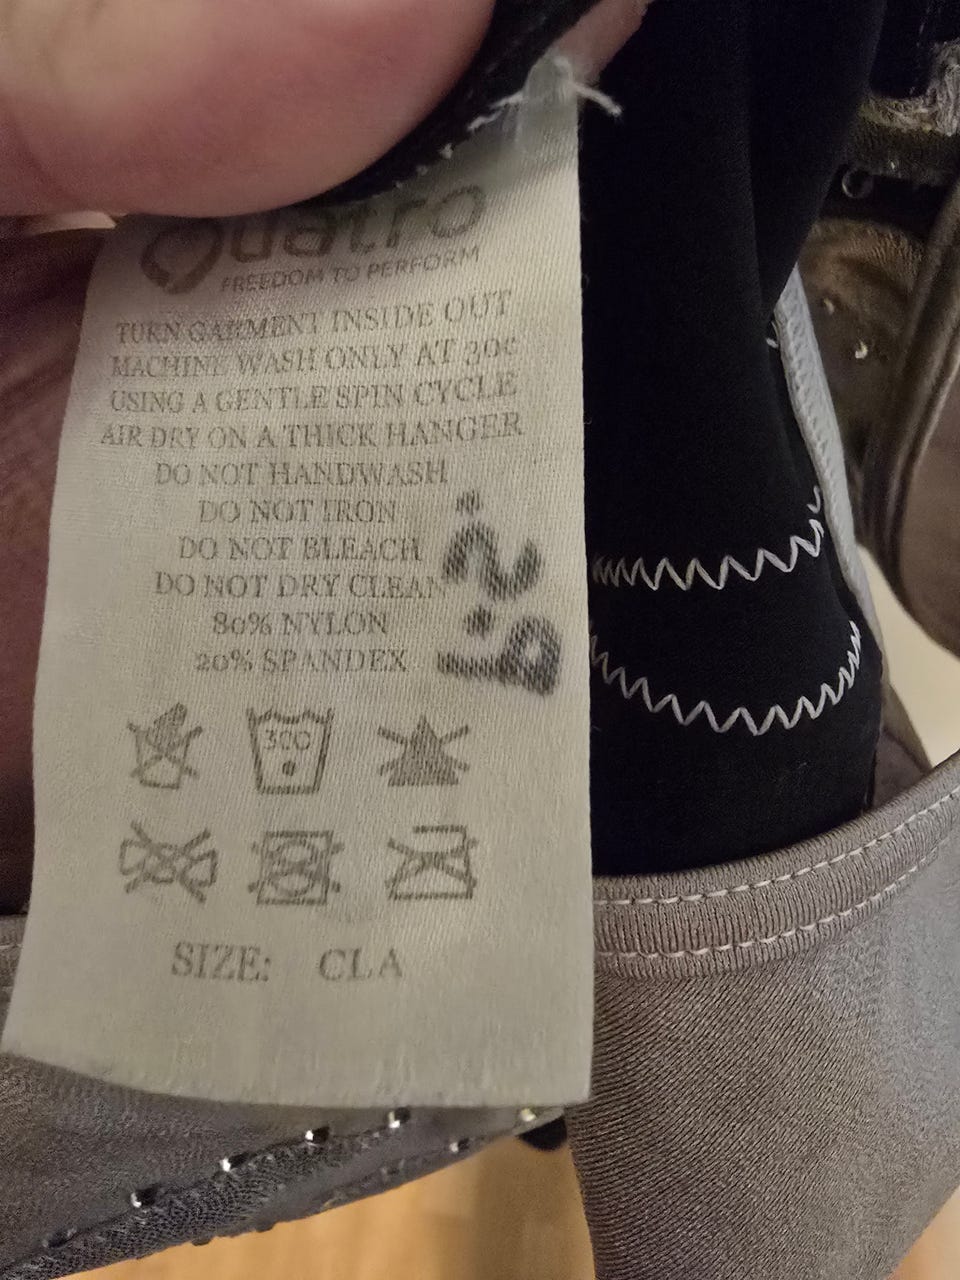 Quatro
FREEDOM TO PERFORM
TURN GARMENT INSIDE OUT
MACHINE WASH ONLY AT
USING A GENTLE SPIN CYCLE
AIR DRY ON A THICK HANGER
DO NOT HANDWASH
DO NOT IRON
DO NOT BLEACH
DO NOT DRY CLEAN
80% NYLON
20% SPANDEX
SIZE: CLA